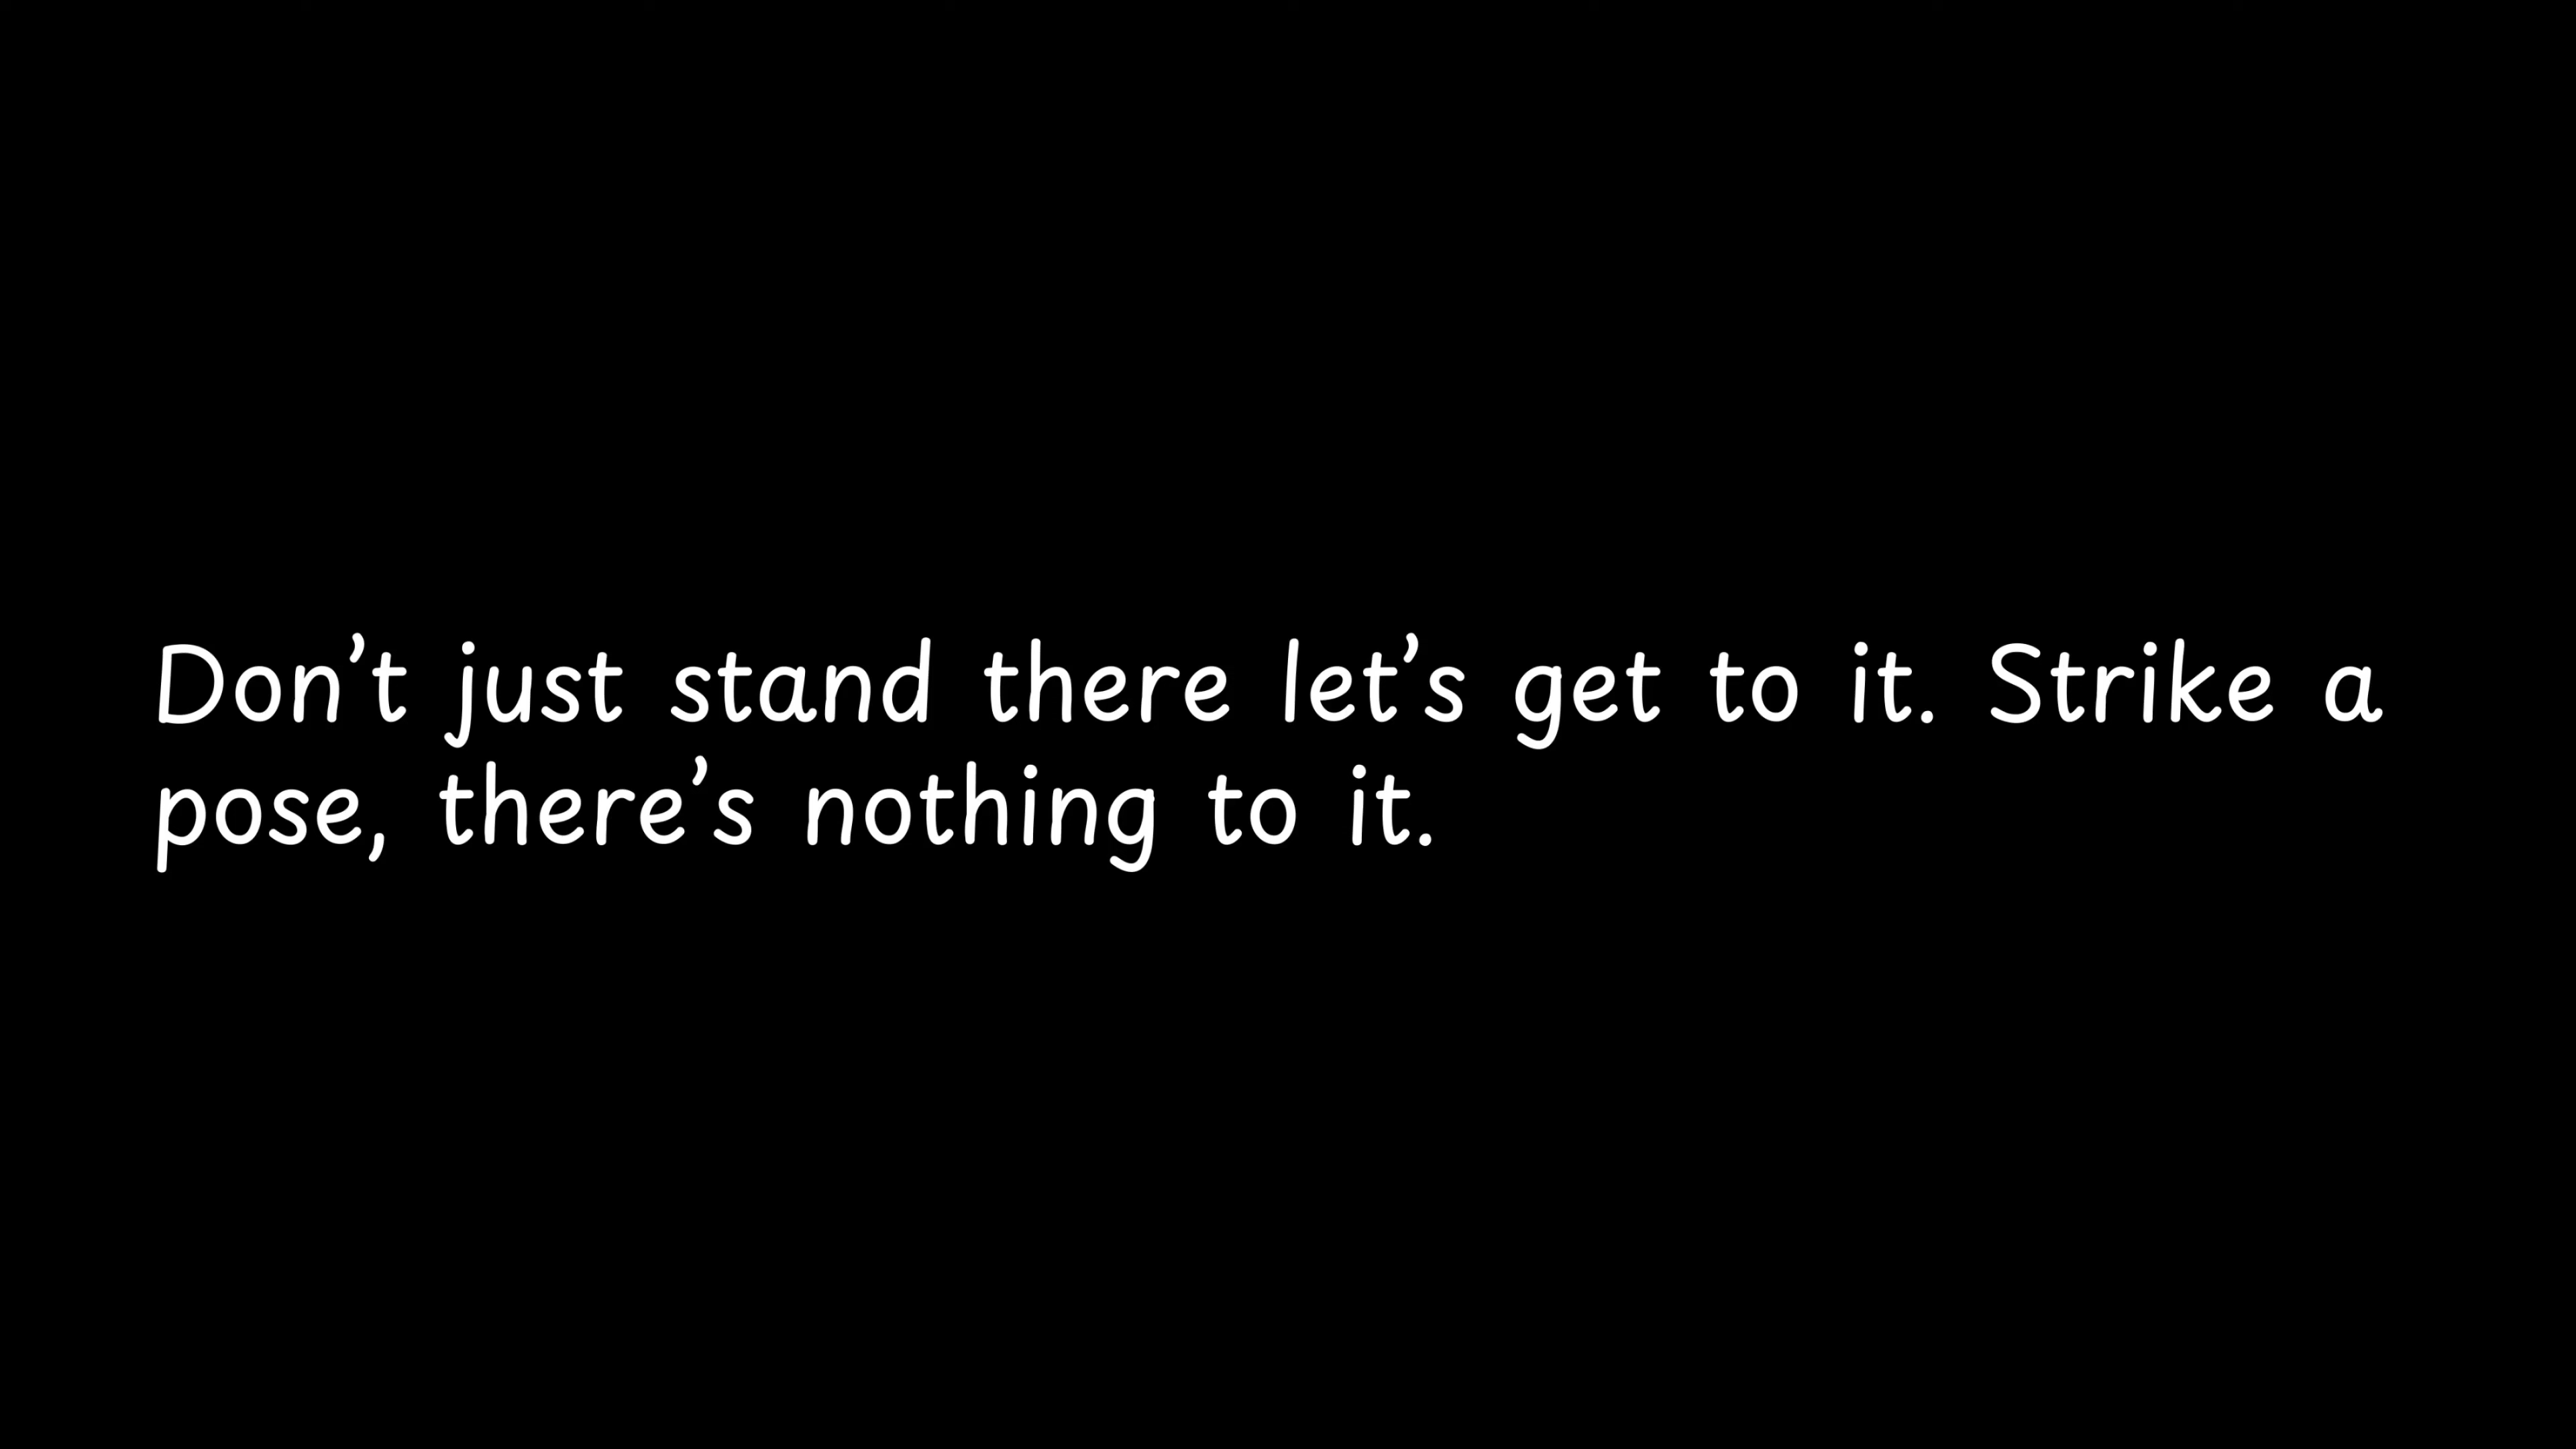 Don’t just stand there let’s get to it. Strike a
pose, there’s nothing to it.